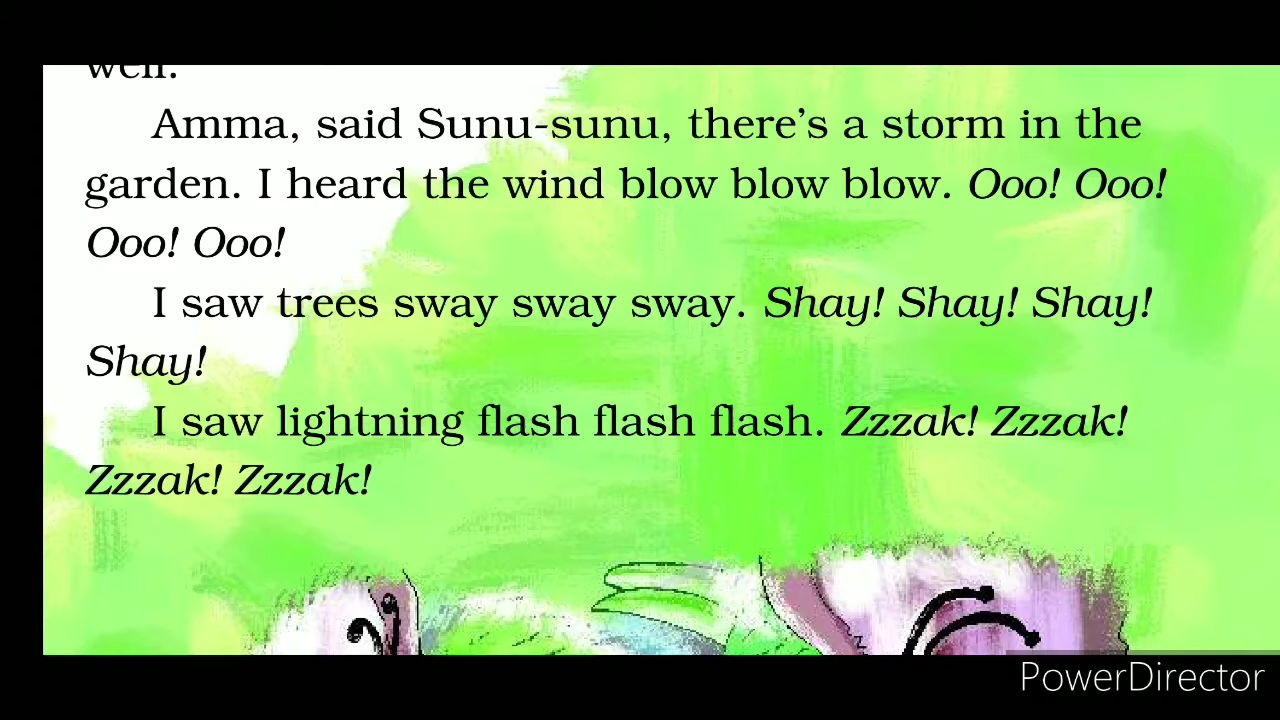 well.
Amma, said Sunu-sunu, there's a storm in the
garden. I heard the wind blow blow blow. Ooo! Ooo!
Ooo! Ooo!
I saw trees sway sway sway. Shay! Shay! Shay!
Shay!
I saw lightning flash flash flash. Zzzak! Zzzak!
Zzzak! Zzzak!
PowerDirector